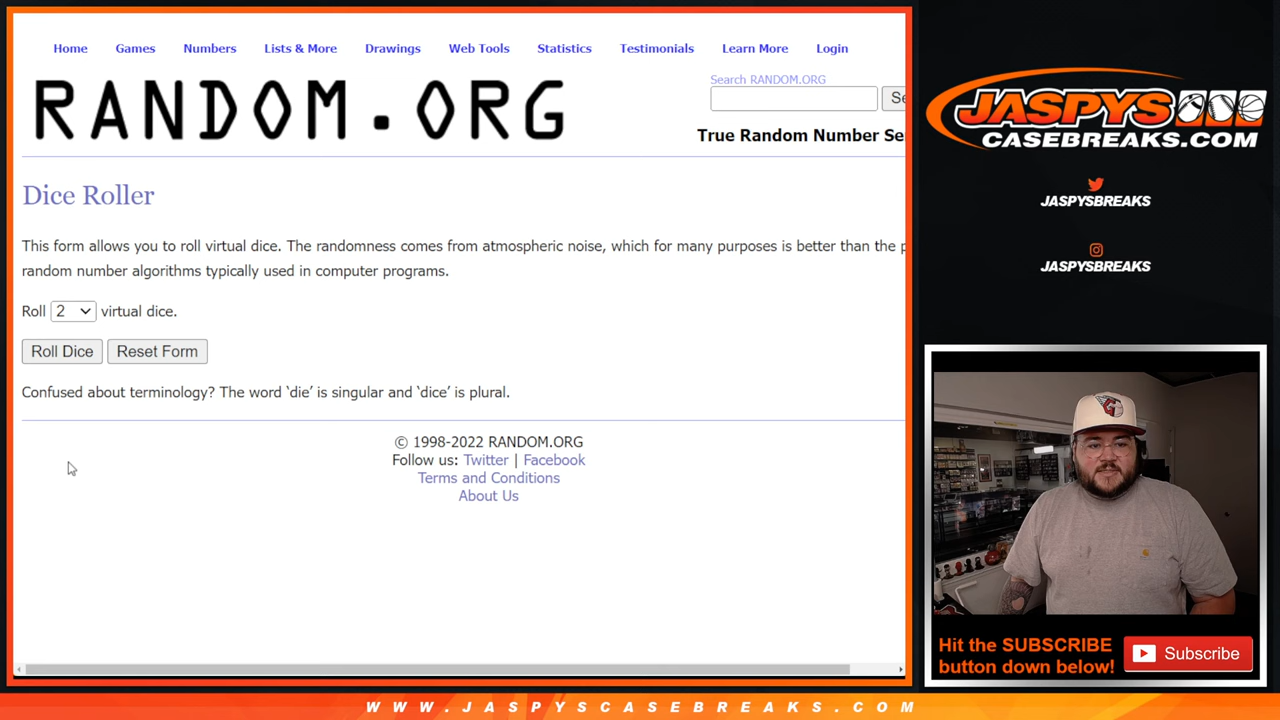 Home Games Numbers Lists & More Drawings Web Tools Statistics Testimonials Learn More Login
RANDOM.ORG
Search RANDOM.ORG
True Random Number Se
Dice Roller
This form allows you to roll virtual dice. The randomness comes from atmospheric noise, which for many purposes is better than the p
random number algorithms typically used in computer programs.
Roll 2 virtual dice.
Roll Dice Reset Form
Confused about terminology? The word ‘die’ is singular and ‘dice’ is plural.
© 1998-2022 RANDOM.ORG
Follow us: Twitter | Facebook
Terms and Conditions
About Us
JASPYS
CASEBREAKS.COM
JASPYSBREAKS
JASPYSBREAKS
Hit the SUBSCRIBE
button down below!
Subscribe
WWW.JASPYSCASEBREAKS.COM